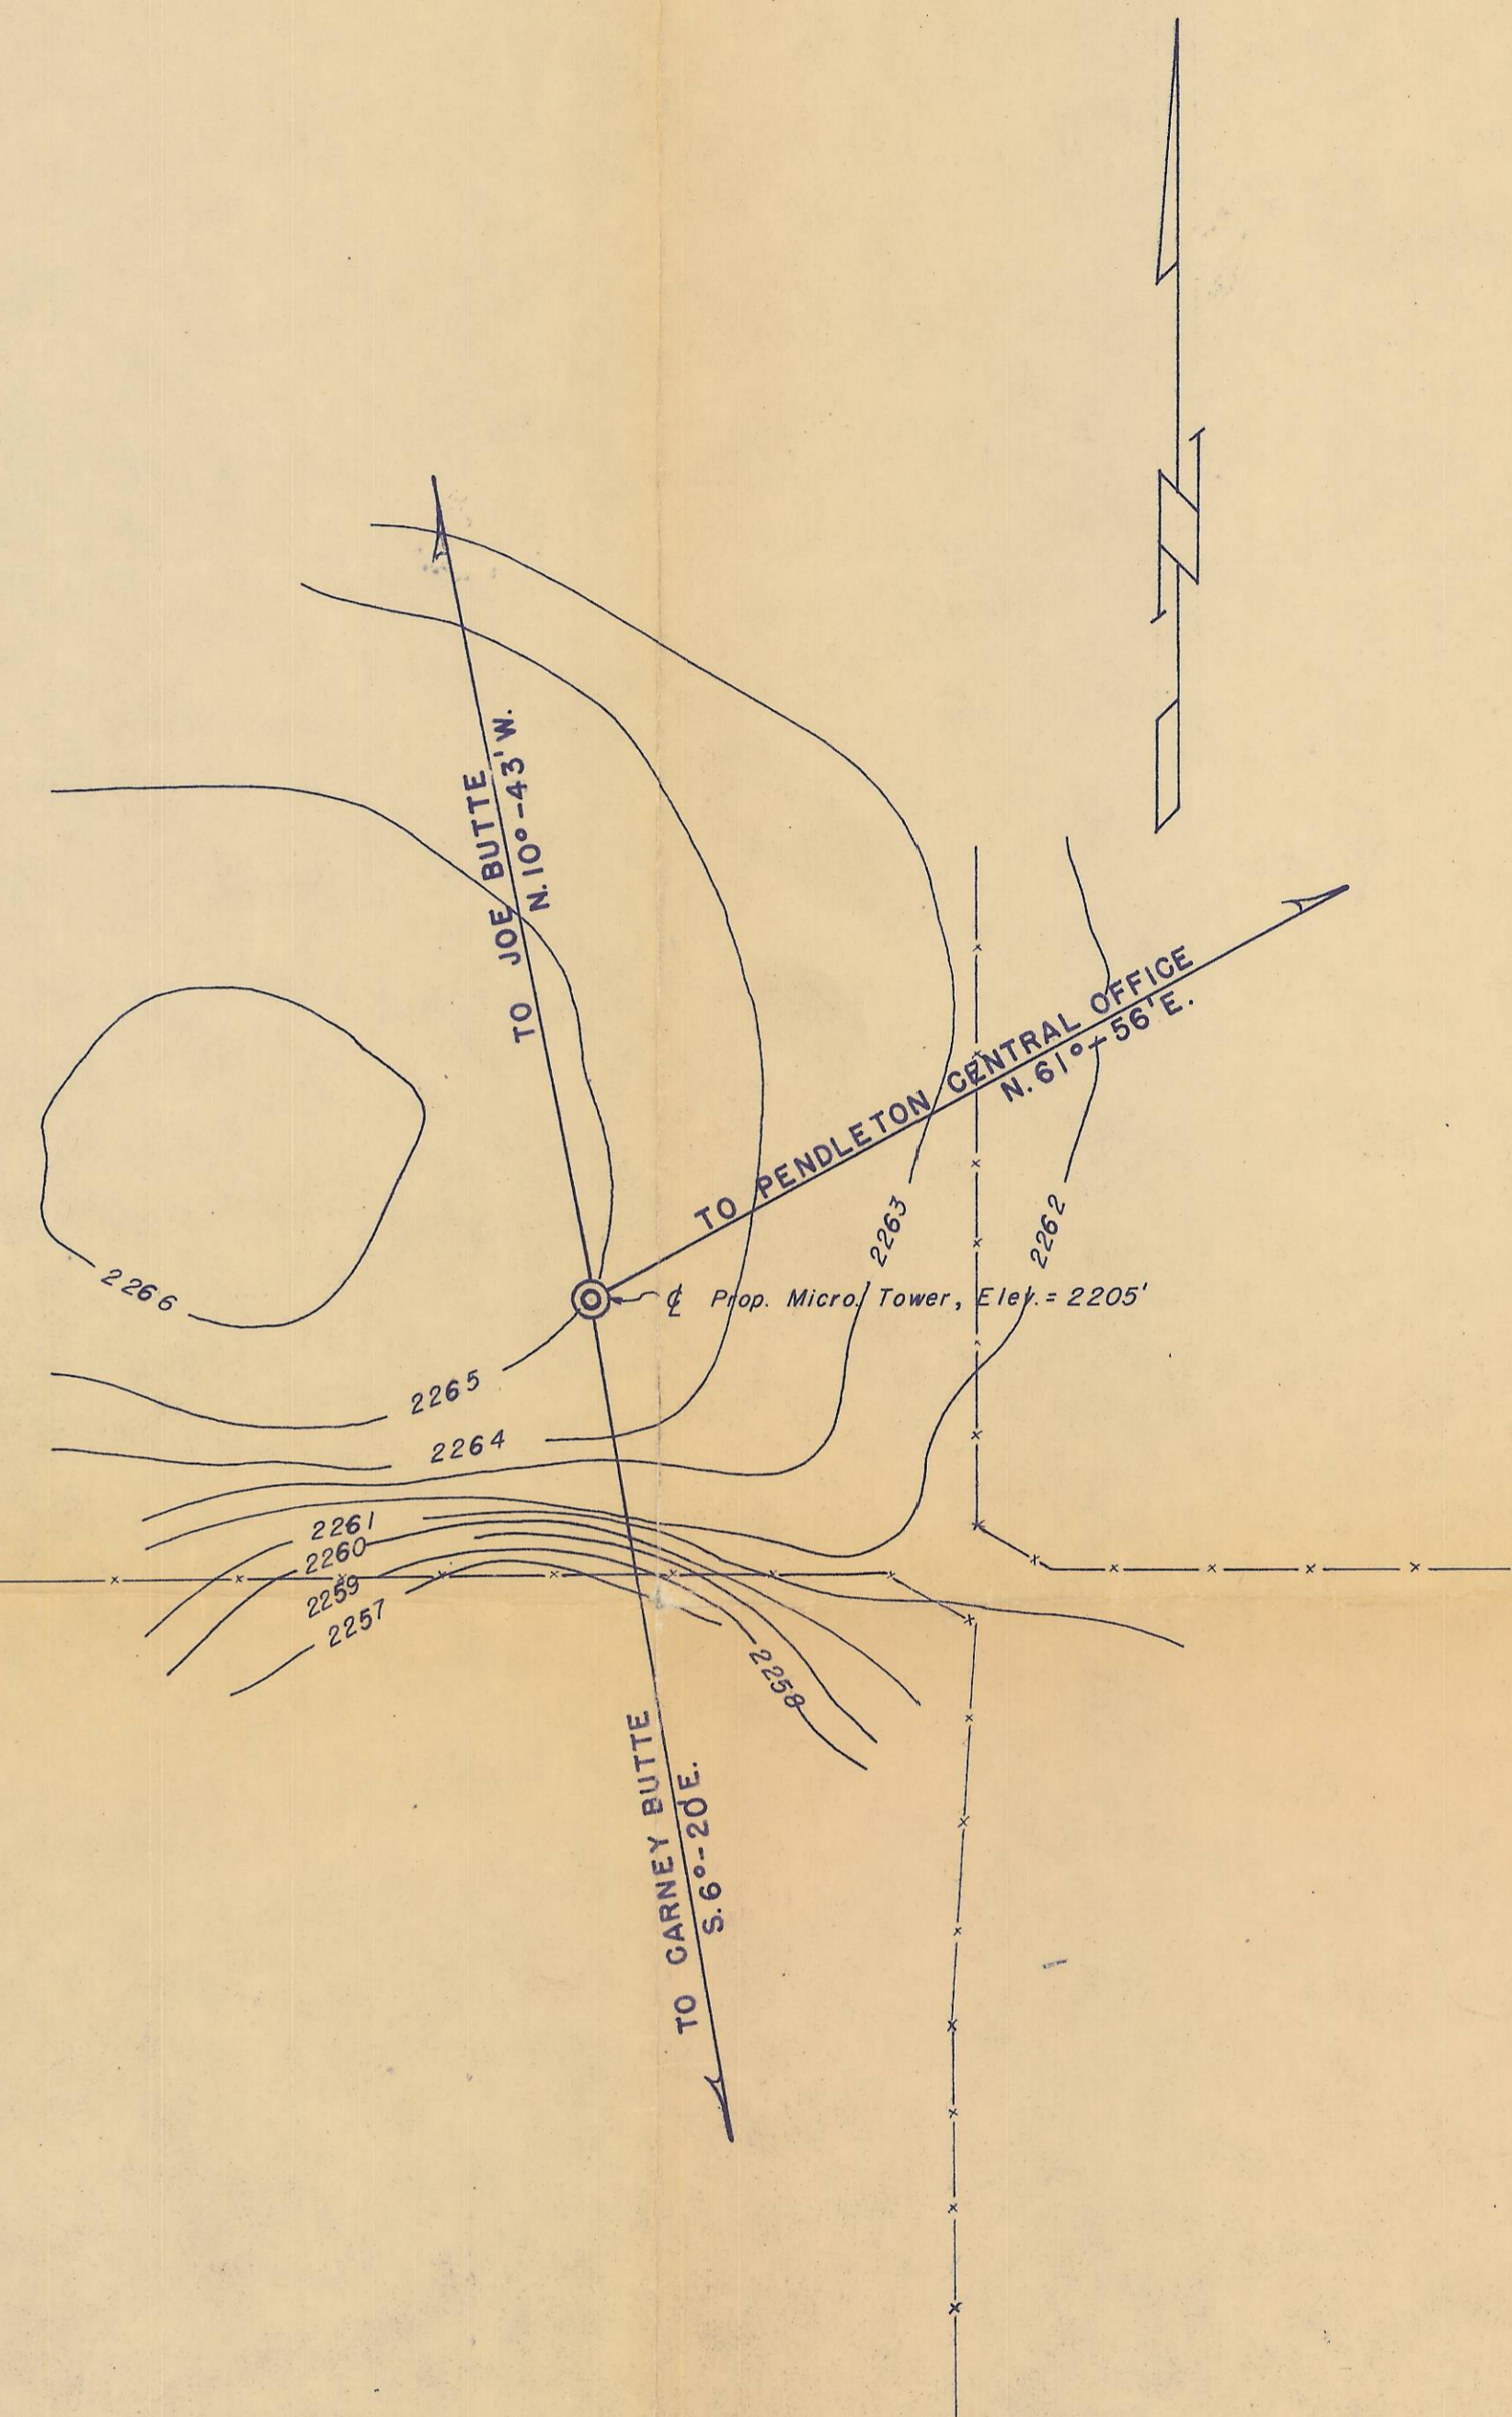 N
TO JOE BUTTE
N.10°-43'W.
TO PENDLETON CENTRAL OFFICE
N.61°-56'E.
2263
2262
2266
℄ Prop. Micro. Tower, Elev. = 2205'
2265
2264
2261
2260
2259
2257
2258
TO CARNEY BUTTE
S.6°-20'E.